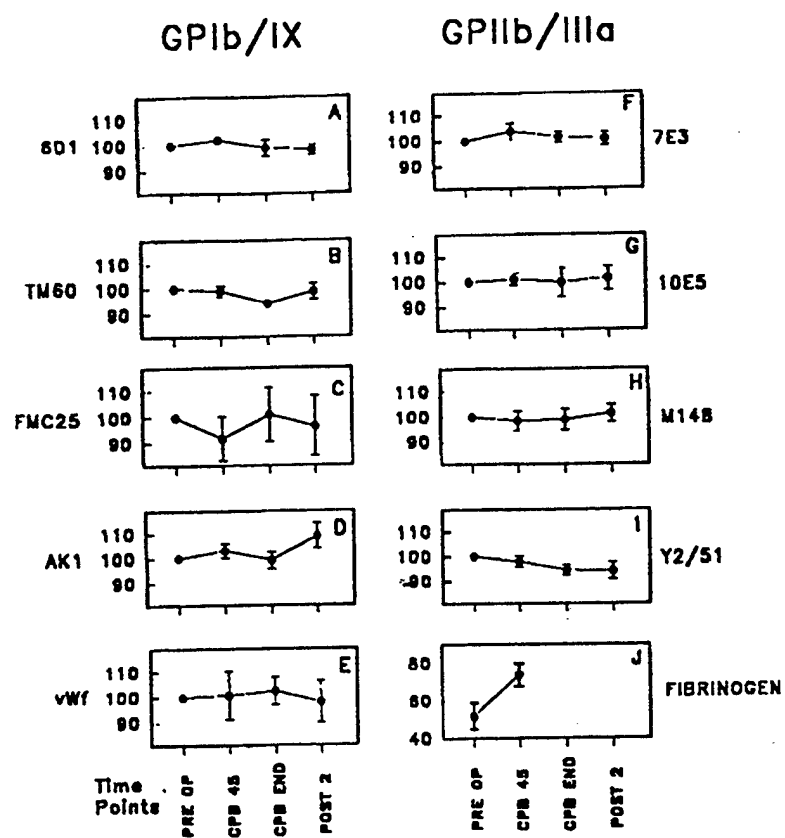 GPIb/IX GPIIb/IIIa
A
110
6D1 100
90
F
110
100 7E3
90
B
110
TM60 100
90
G
110
100 10E5
90
C
110
FMC25 100
90
H
110
100 M148
90
D
110
AK1 100
90
I
110
100 Y2/51
90
E
110
vWf 100
90
J
80
60 FIBRINOGEN
40
Time
Points
PRE OP
CPB 45
CPB END
POST 2
PRE OP
CPB 45
CPB END
POST 2